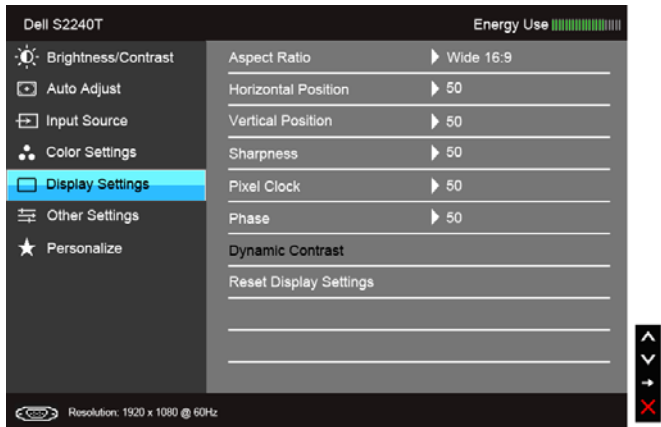 Dell S2240T
Energy Use
Brightness/Contrast
Auto Adjust
Input Source
Color Settings
Display Settings
Other Settings
Personalize
Aspect Ratio Wide 16:9
Horizontal Position 50
Vertical Position 50
Sharpness 50
Pixel Clock 50
Phase 50
Dynamic Contrast
Reset Display Settings
Resolution: 1920 x 1080 @ 60Hz